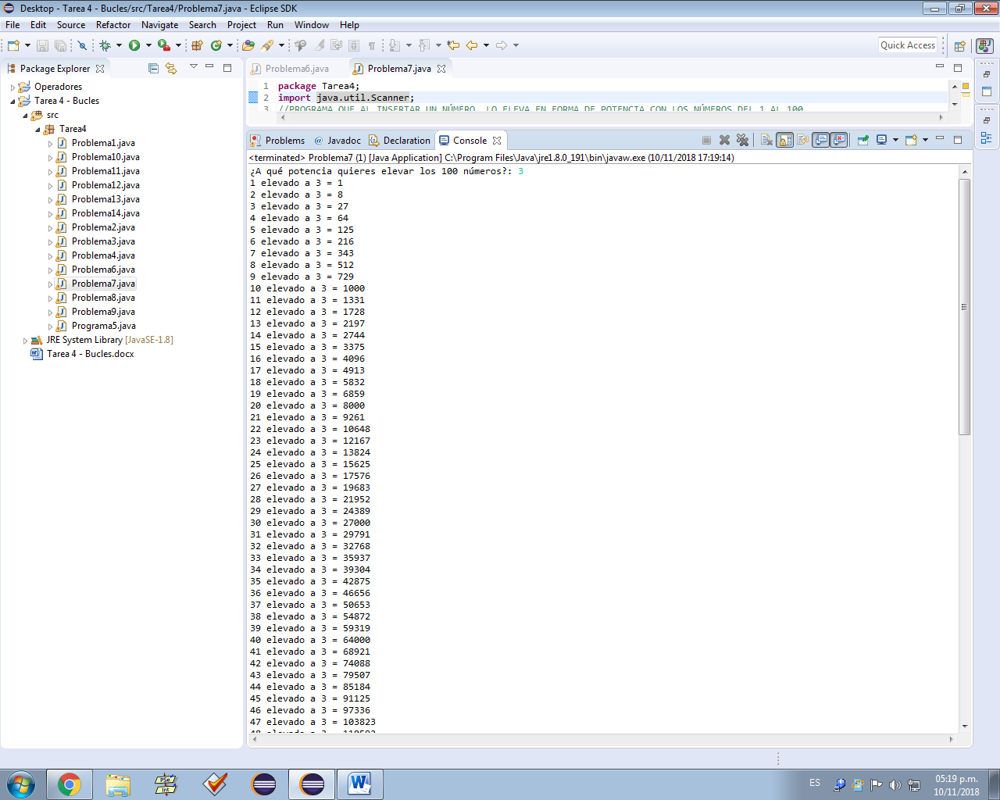 Desktop - Tarea 4 - Bucles/src/Tarea4/Problema7.java - Eclipse SDK
File Edit Source Refactor Navigate Search Project Run Window Help
Quick Access
Package Explorer
Operadores
Tarea 4 - Bucles
src
Tarea4
Problema1.java
Problema10.java
Problema11.java
Problema12.java
Problema13.java
Problema14.java
Problema2.java
Problema3.java
Problema4.java
Problema6.java
Problema7.java
Problema8.java
Problema9.java
Programa5.java
JRE System Library [JavaSE-1.8]
Tarea 4 - Bucles.docx
Problema6.java Problema7.java
1 package Tarea4;
2 import java.util.Scanner;
3 //PROGRAMA QUE AL INSERTAR UN NÚMERO, LO ELEVA EN FORMA DE POTENCIA CON LOS NÚMEROS DEL 1 AL 100
Problems Javadoc Declaration Console
<terminated> Problema7 (1) [Java Application] C:\Program Files\Java\jre1.8.0_191\bin\javaw.exe (10/11/2018 17:19:14)
¿A qué potencia quieres elevar los 100 números?: 3
1 elevado a 3 = 1
2 elevado a 3 = 8
3 elevado a 3 = 27
4 elevado a 3 = 64
5 elevado a 3 = 125
6 elevado a 3 = 216
7 elevado a 3 = 343
8 elevado a 3 = 512
9 elevado a 3 = 729
10 elevado a 3 = 1000
11 elevado a 3 = 1331
12 elevado a 3 = 1728
13 elevado a 3 = 2197
14 elevado a 3 = 2744
15 elevado a 3 = 3375
16 elevado a 3 = 4096
17 elevado a 3 = 4913
18 elevado a 3 = 5832
19 elevado a 3 = 6859
20 elevado a 3 = 8000
21 elevado a 3 = 9261
22 elevado a 3 = 10648
23 elevado a 3 = 12167
24 elevado a 3 = 13824
25 elevado a 3 = 15625
26 elevado a 3 = 17576
27 elevado a 3 = 19683
28 elevado a 3 = 21952
29 elevado a 3 = 24389
30 elevado a 3 = 27000
31 elevado a 3 = 29791
32 elevado a 3 = 32768
33 elevado a 3 = 35937
34 elevado a 3 = 39304
35 elevado a 3 = 42875
36 elevado a 3 = 46656
37 elevado a 3 = 50653
38 elevado a 3 = 54872
39 elevado a 3 = 59319
40 elevado a 3 = 64000
41 elevado a 3 = 68921
42 elevado a 3 = 74088
43 elevado a 3 = 79507
44 elevado a 3 = 85184
45 elevado a 3 = 91125
46 elevado a 3 = 97336
47 elevado a 3 = 103823
48 elevado a 3 = 110592
PSe
Int
ES
05:19 p.m.
10/11/2018